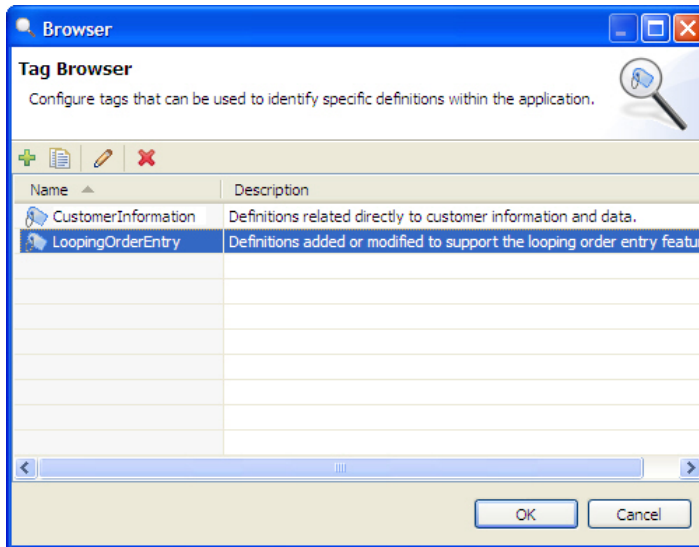 Browser
Tag Browser
Configure tags that can be used to identify specific definitions within the application.
Name Description
CustomerInformation Definitions related directly to customer information and data.
LoopingOrderEntry Definitions added or modified to support the looping order entry featu
OK Cancel